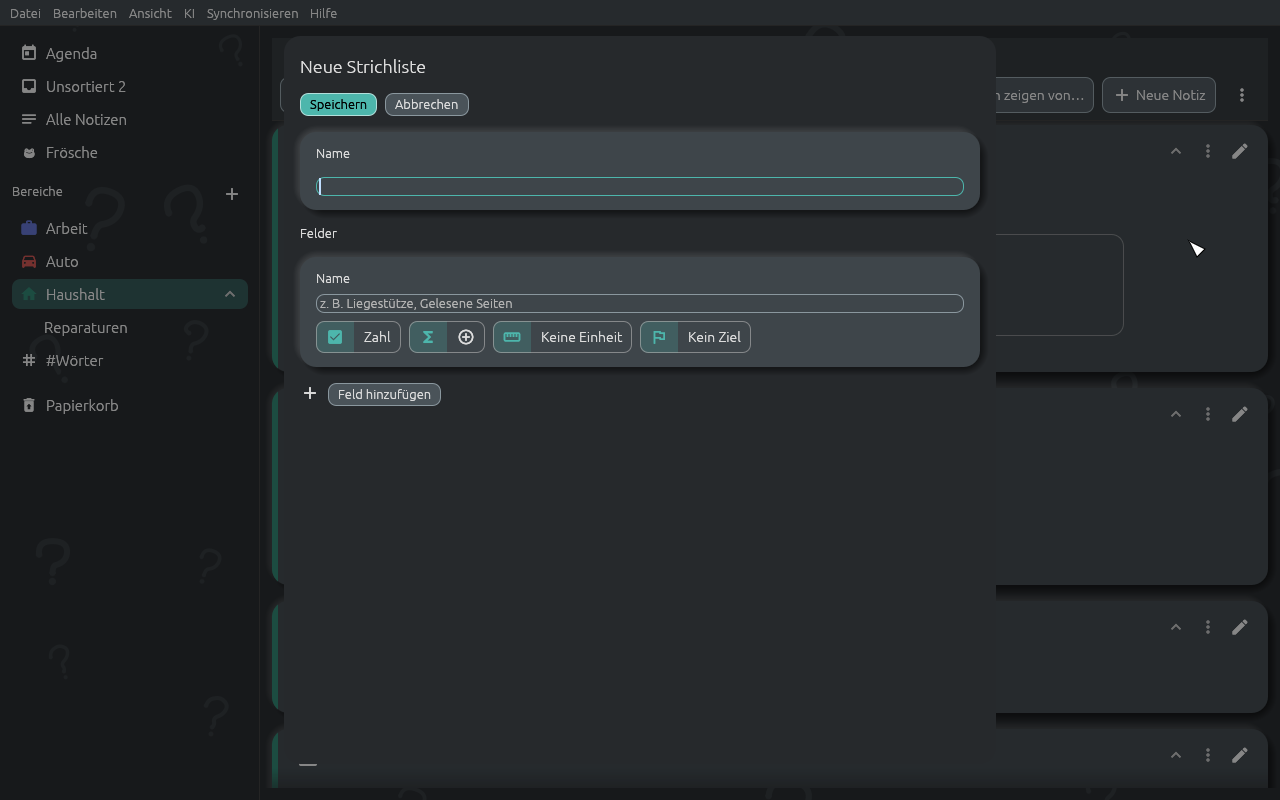 Datei Bearbeiten Ansicht KI Synchronisieren Hilfe
Agenda
Unsortiert 2
Alle Notizen
Frösche
Bereiche
Arbeit
Auto
Haushalt
Reparaturen
#Wörter
Papierkorb
Neue Strichliste
Speichern Abbrechen
Name
Felder
Name
z. B. Liegestütze, Gelesene Seiten
Zahl Keine Einheit Kein Ziel
Feld hinzufügen
zeigen von… Neue Notiz